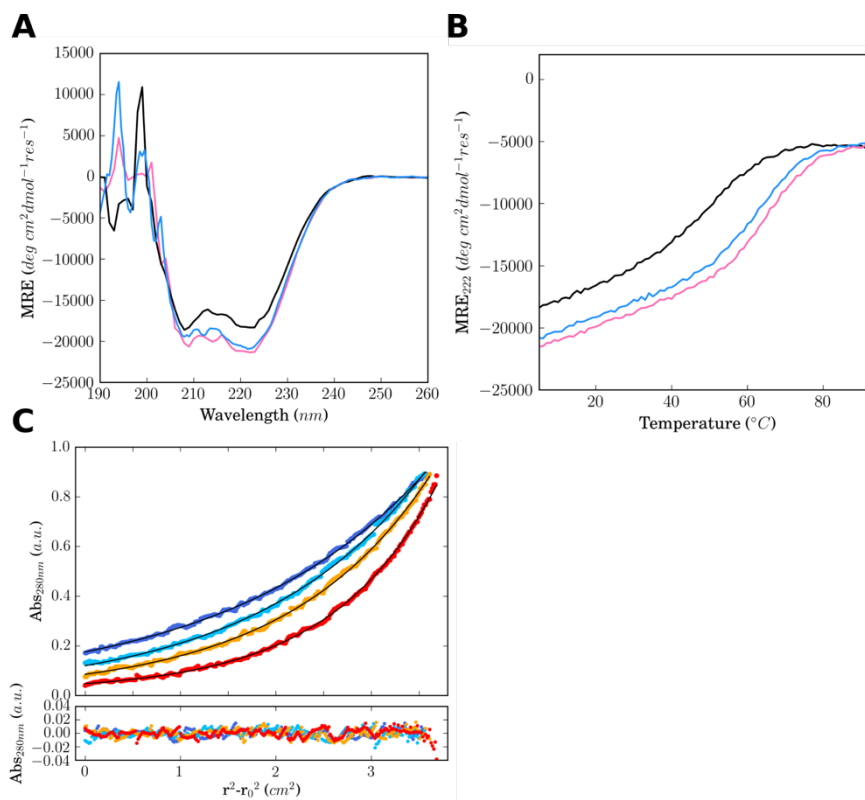 A
MRE (deg cm²dmol⁻¹res⁻¹)
15000
10000
5000
0
−5000
−10000
−15000
−20000
−25000
190 200 210 220 230 240 250 260
Wavelength (nm)
B
MRE₂₂₂ (deg cm²dmol⁻¹res⁻¹)
0
−5000
−10000
−15000
−20000
−25000
20 40 60 80
Temperature (°C)
C
Abs₂₈₀ₙₘ (a.u.)
1.0
0.8
0.6
0.4
0.2
0.0
Abs₂₈₀ₙₘ (a.u.)
0.04
0.02
0.00
−0.02
−0.04
0 1 2 3
r²-r₀² (cm²)